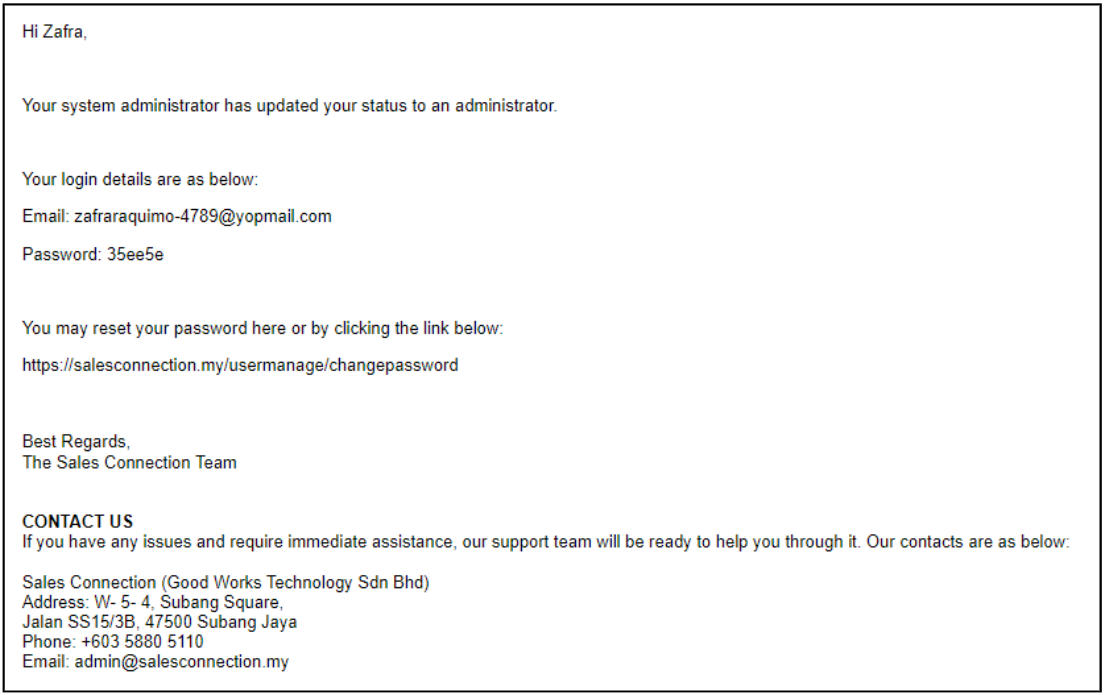 Hi Zafra,
Your system administrator has updated your status to an administrator.
Your login details are as below:
Email: zafraraquimo-4789@yopmail.com
Password: 35ee5e
You may reset your password here or by clicking the link below:
https://salesconnection.my/usermanage/changepassword
Best Regards,
The Sales Connection Team
CONTACT US
If you have any issues and require immediate assistance, our support team will be ready to help you through it. Our contacts are as below:
Sales Connection (Good Works Technology Sdn Bhd)
Address: W- 5- 4, Subang Square,
Jalan SS15/3B, 47500 Subang Jaya
Phone: +603 5880 5110
Email: admin@salesconnection.my